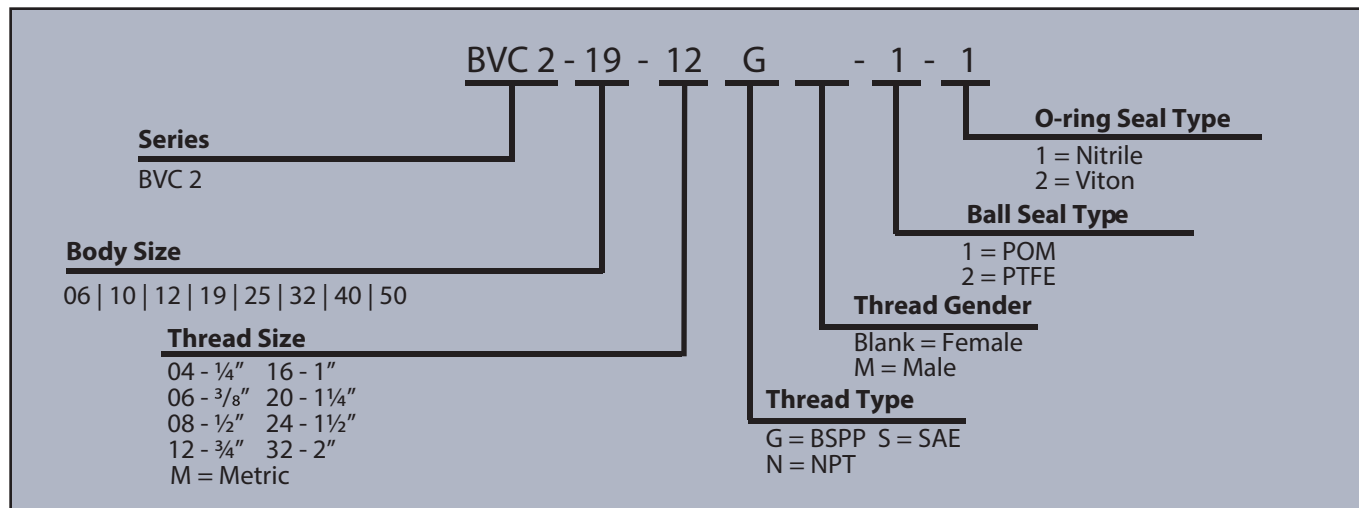 BVC 2 - 19 - 12 G - 1 - 1
O-ring Seal Type
1 = Nitrile
2 = Viton
Series
BVC 2
Ball Seal Type
1 = POM
2 = PTFE
Body Size
06 | 10 | 12 | 19 | 25 | 32 | 40 | 50
Thread Gender
Blank = Female
M = Male
Thread Size
04 - ¼” 16 - 1”
06 - ³/₈” 20 - 1¼”
08 - ½” 24 - 1½”
12 - ¾” 32 - 2”
M = Metric
Thread Type
G = BSPP S = SAE
N = NPT